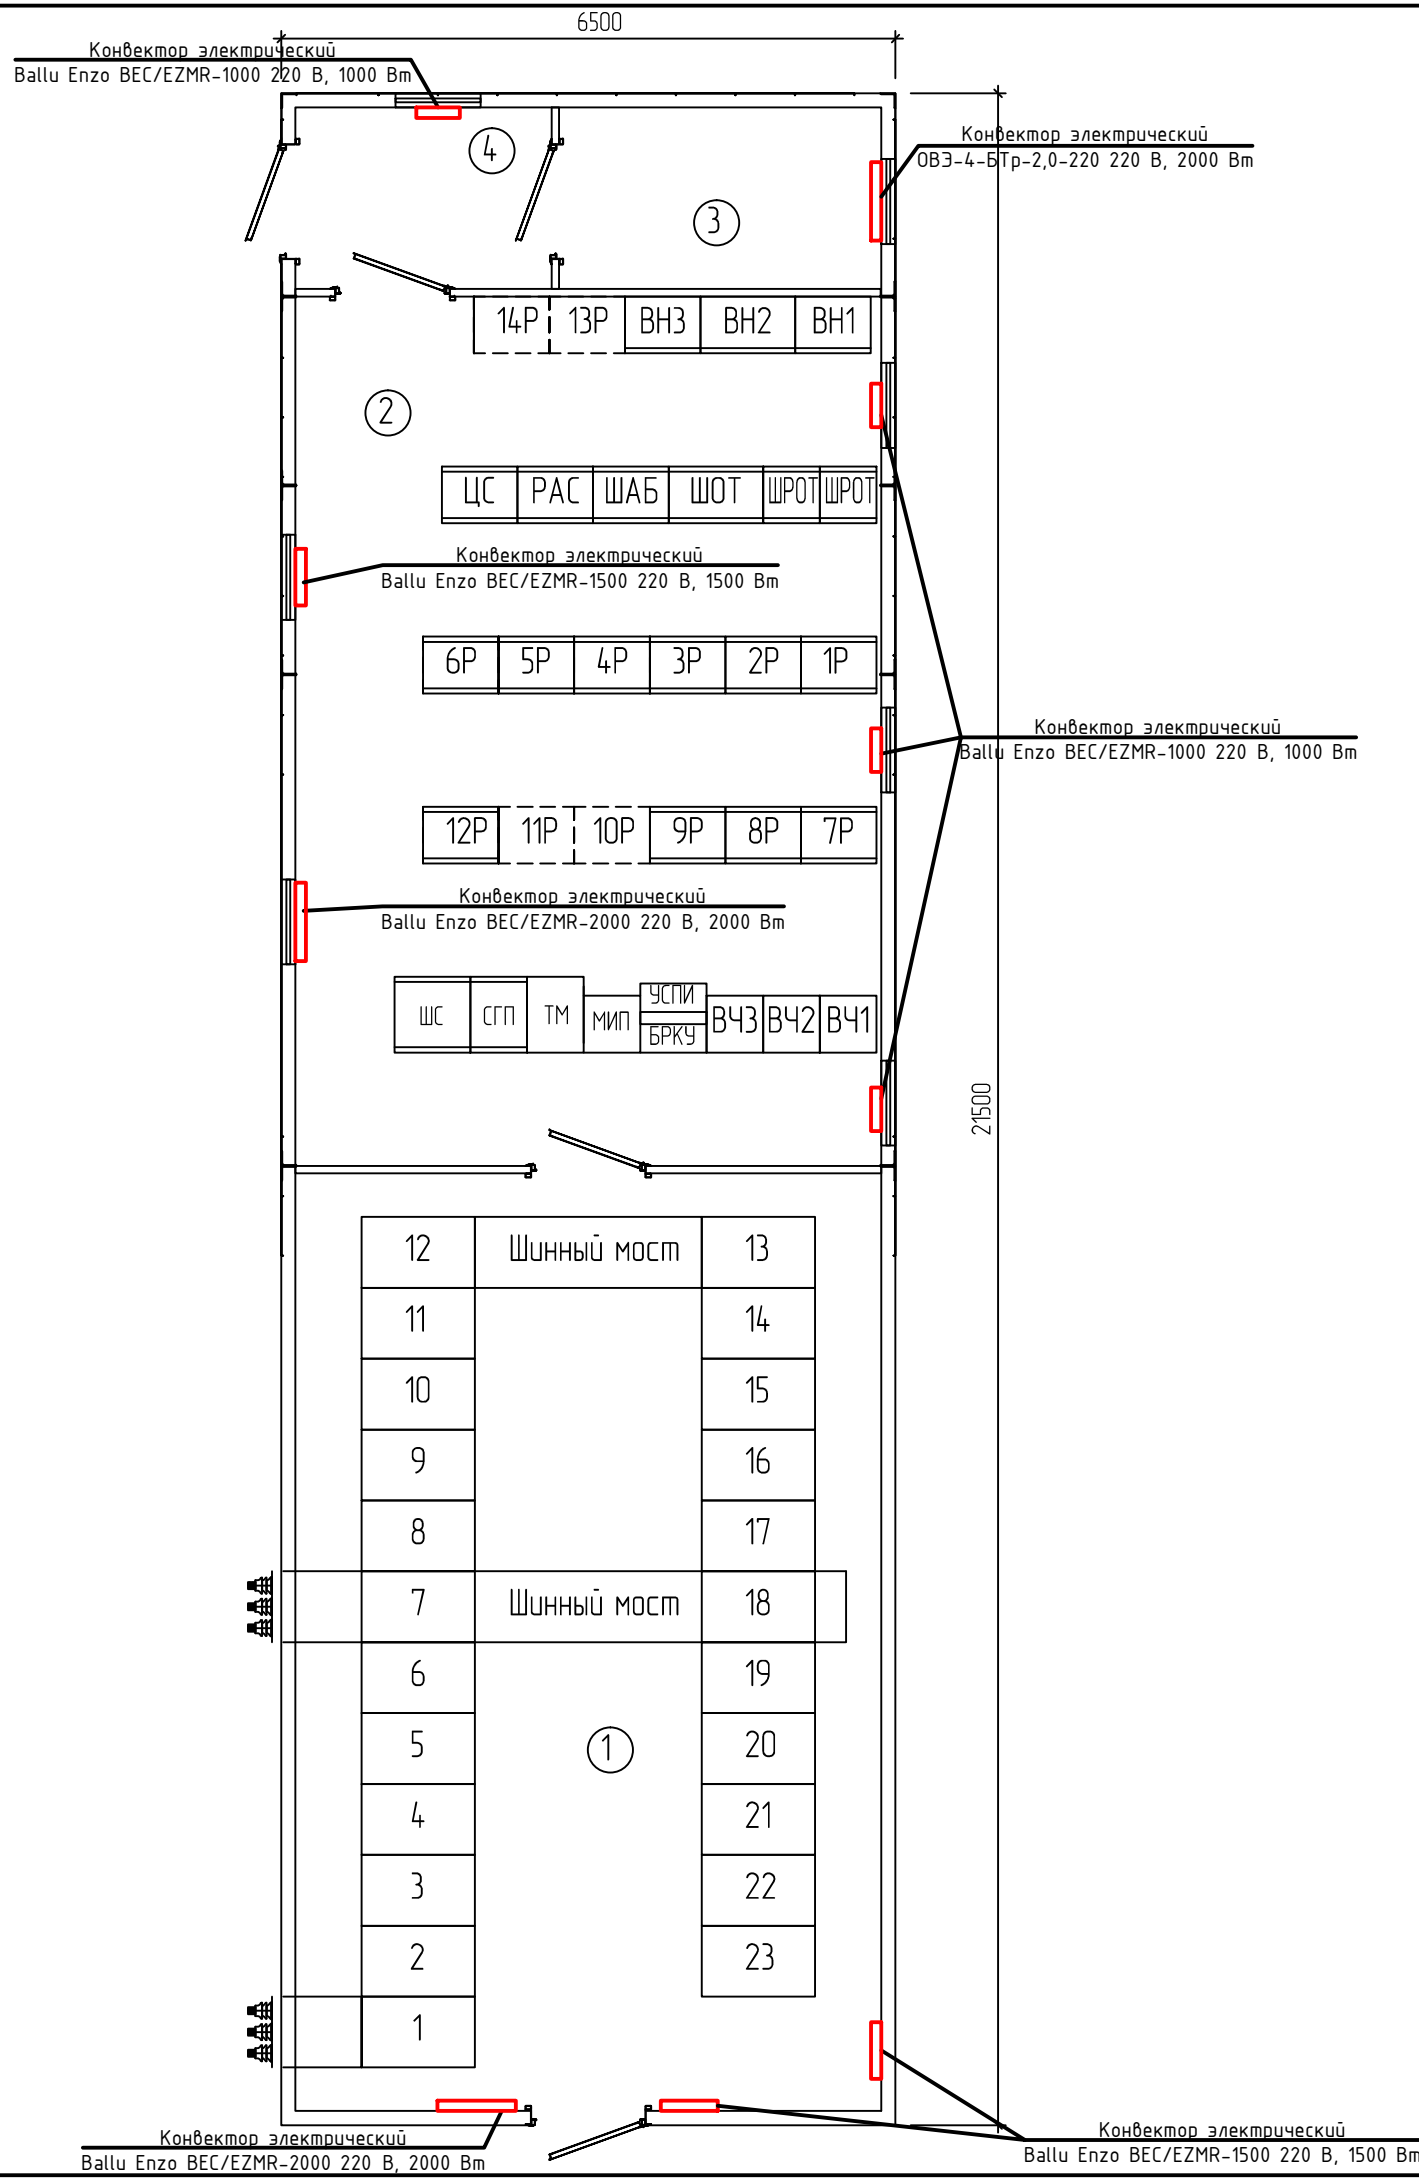 6500
Конвектор электрический
Ballu Enzo BEC/EZMR-1000 220 В, 1000 Вт
Конвектор электрический
ОВЭ-4-БТр-2,0-220 220 В, 2000 Вт
4
3
14Р 13Р ВН3 ВН2 ВН1
2
ЦС РАС ШАБ ШОТ ШРОТ ШРОТ
Конвектор электрический
Ballu Enzo BEC/EZMR-1500 220 В, 1500 Вт
6Р 5Р 4Р 3Р 2Р 1Р
Конвектор электрический
Ballu Enzo BEC/EZMR-1000 220 В, 1000 Вт
12Р 11Р 10Р 9Р 8Р 7Р
Конвектор электрический
Ballu Enzo BEC/EZMR-2000 220 В, 2000 Вт
ШС СГП ТМ МИП УСПИ БРКУ ВЧ3 ВЧ2 ВЧ1
21500
12 Шинный мост 13
11 14
10 15
9 16
8 17
7 Шинный мост 18
6 19
5 1 20
4 21
3 22
2 23
1
Конвектор электрический
Ballu Enzo BEC/EZMR-2000 220 В, 2000 Вт
Конвектор электрический
Ballu Enzo BEC/EZMR-1500 220 В, 1500 Вт